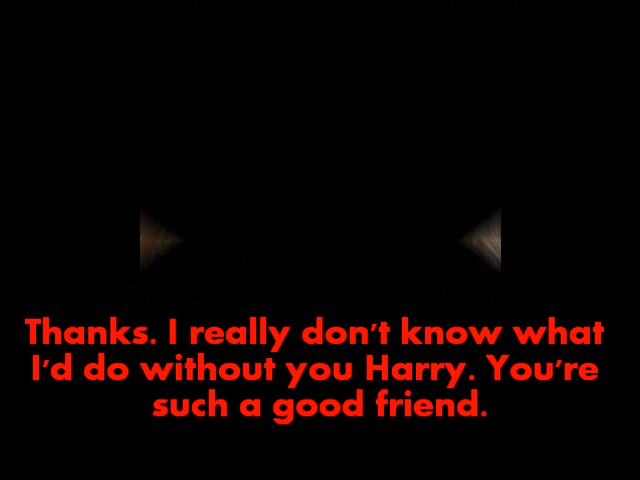 Thanks. I really don't know what
I'd do without you Harry. You're
such a good friend.